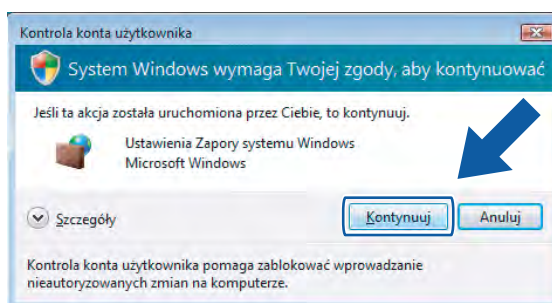 Kontrola konta użytkownika
System Windows wymaga Twojej zgody, aby kontynuować
Jeśli ta akcja została uruchomiona przez Ciebie, to kontynuuj.
Ustawienia Zapory systemu Windows
Microsoft Windows
Szczegóły
Kontynuuj
Anuluj
Kontrola konta użytkownika pomaga zablokować wprowadzanie
nieautoryzowanych zmian na komputerze.